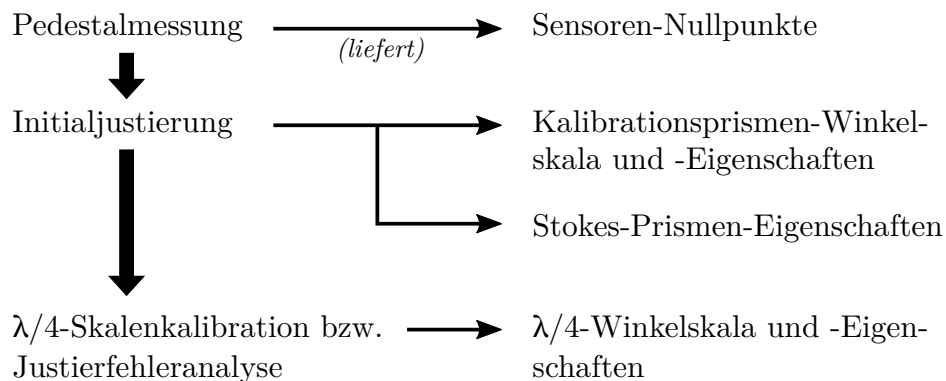 Pedestalmessung
(liefert)
Sensoren-Nullpunkte
Initialjustierung
Kalibrationsprismen-Winkel-
skala und -Eigenschaften
Stokes-Prismen-Eigenschaften
λ/4-Skalenkalibration bzw.
Justierfehleranalyse
λ/4-Winkelskala und -Eigen-
schaften